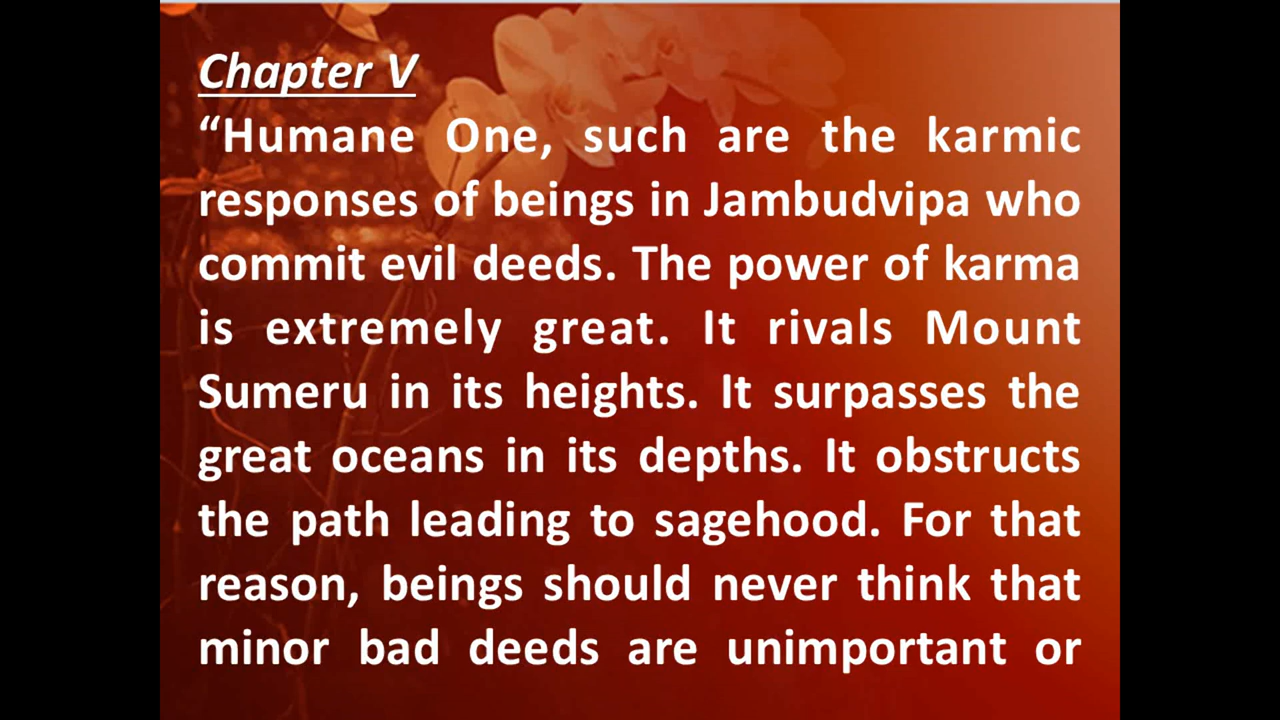 Chapter V
“Humane One, such are the karmic
responses of beings in Jambudvipa who
commit evil deeds. The power of karma
is extremely great. It rivals Mount
Sumeru in its heights. It surpasses the
great oceans in its depths. It obstructs
the path leading to sagehood. For that
reason, beings should never think that
minor bad deeds are unimportant or